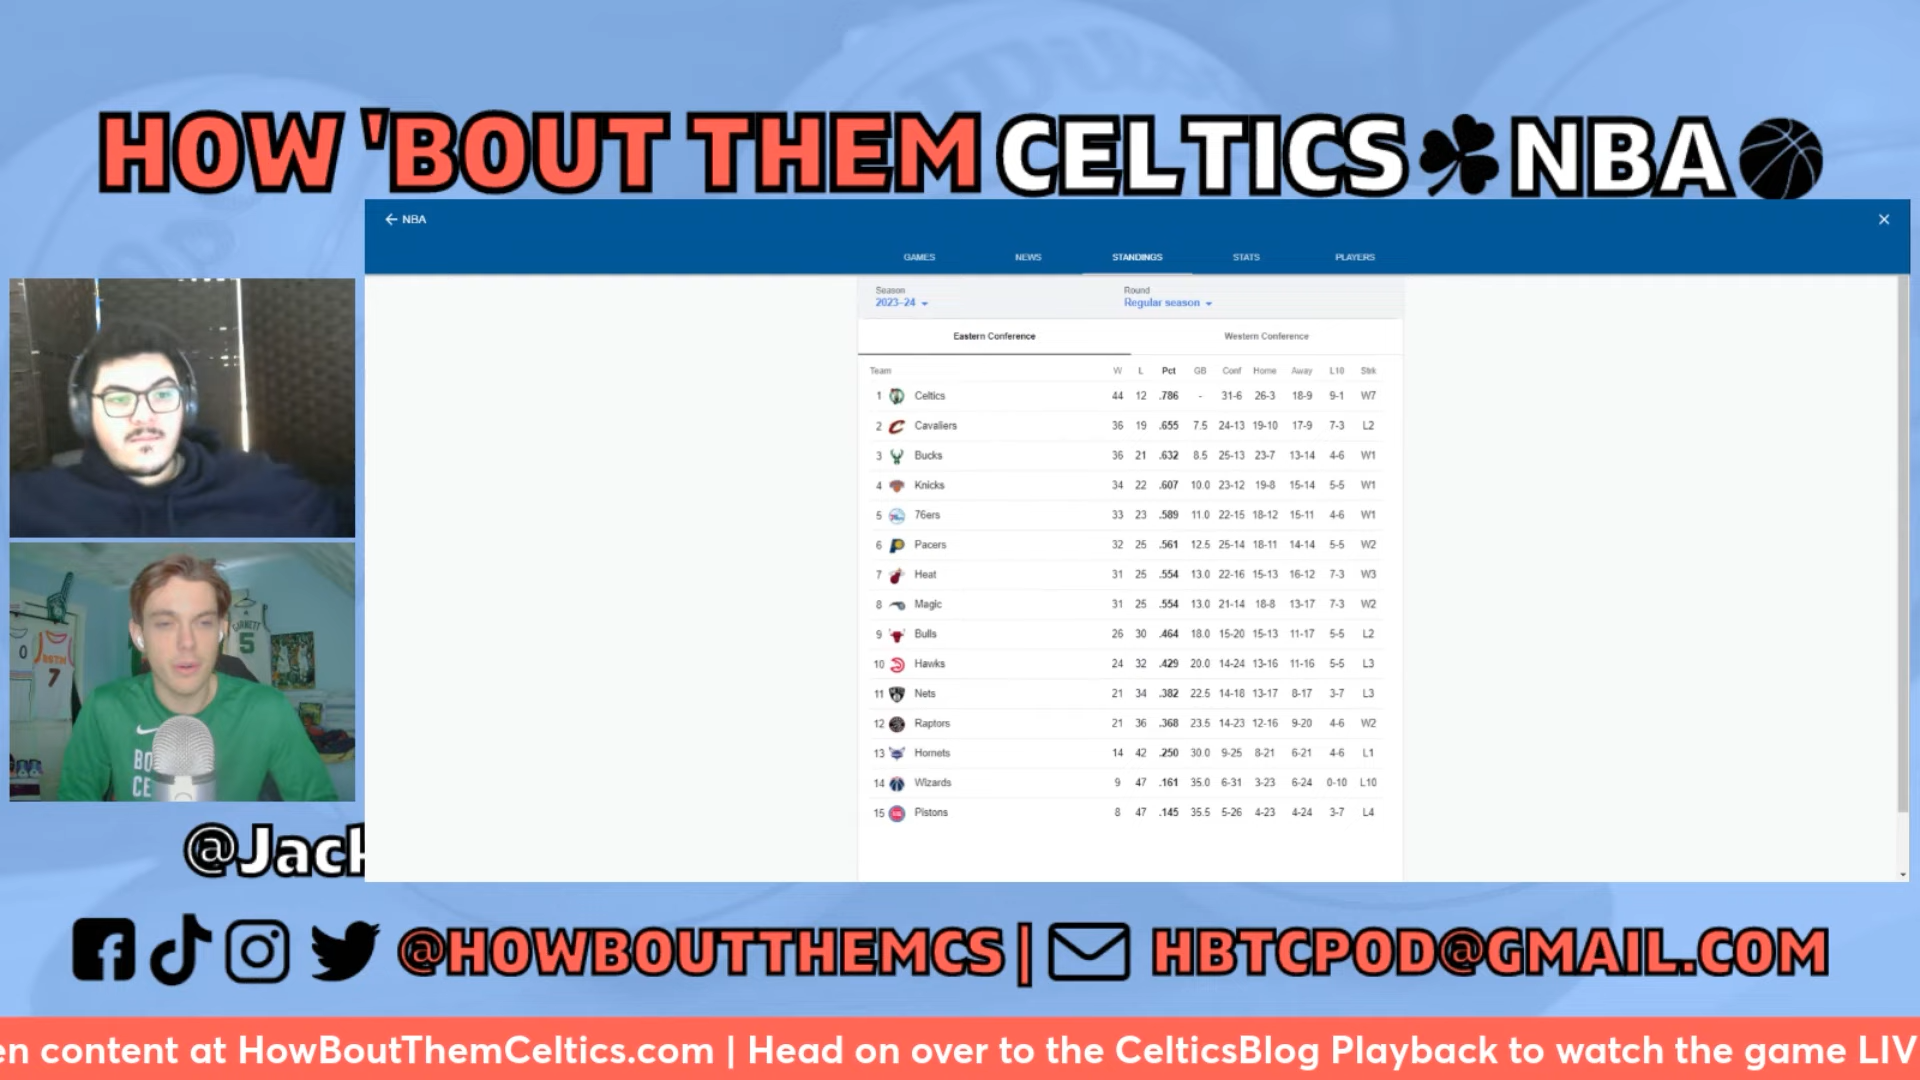 HOW 'BOUT THEM CELTICS NBA
← NBA ×
GAMES NEWS STANDINGS STATS PLAYERS
Season Round
2023–24 Regular season
Eastern Conference Western Conference
Team W L Pct GB Conf Home Away L10 Strk
1 Celtics 44 12 .786 - 31-6 26-3 18-9 9-1 W7
2 Cavaliers 36 19 .655 7.5 24-13 19-10 17-9 7-3 L2
3 Bucks 36 21 .632 8.5 25-13 23-7 13-14 4-6 W1
4 Knicks 34 22 .607 10.0 23-12 19-8 15-14 5-5 W1
5 76ers 33 23 .589 11.0 22-15 18-12 15-11 4-6 W1
6 Pacers 32 25 .561 12.5 25-14 18-11 14-14 5-5 W2
7 Heat 31 25 .554 13.0 22-16 15-13 16-12 7-3 W3
8 Magic 31 25 .554 13.0 21-14 18-8 13-17 7-3 W2
9 Bulls 26 30 .464 18.0 15-20 15-13 11-17 5-5 L2
10 Hawks 24 32 .429 20.0 14-24 13-16 11-16 5-5 L3
11 Nets 21 34 .382 22.5 14-18 13-17 8-17 3-7 L3
12 Raptors 21 36 .368 23.5 14-23 12-16 9-20 4-6 W2
13 Hornets 14 42 .250 30.0 9-25 8-21 6-21 4-6 L1
14 Wizards 9 47 .161 35.0 6-31 3-23 6-24 0-10 L10
15 Pistons 8 47 .145 35.5 5-26 4-23 4-24 3-7 L4
GARNETT
5
0
7
BO
CE
@Jack
@HOWBOUTTHEMCS | HBTCPOD@GMAIL.COM
en content at HowBoutThemCeltics.com | Head on over to the CelticsBlog Playback to watch the game LIV